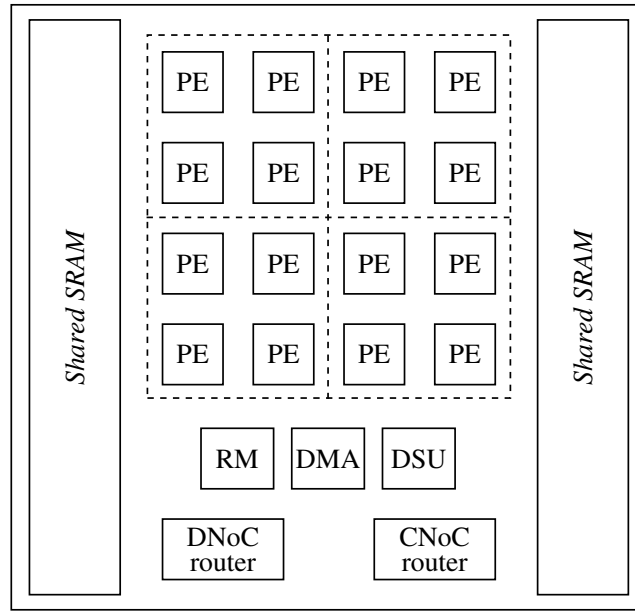 PE PE PE PE
PE PE PE PE
PE PE PE PE
PE PE PE PE
Shared SRAM
Shared SRAM
RM DMA DSU
DNoC
router
CNoC
router